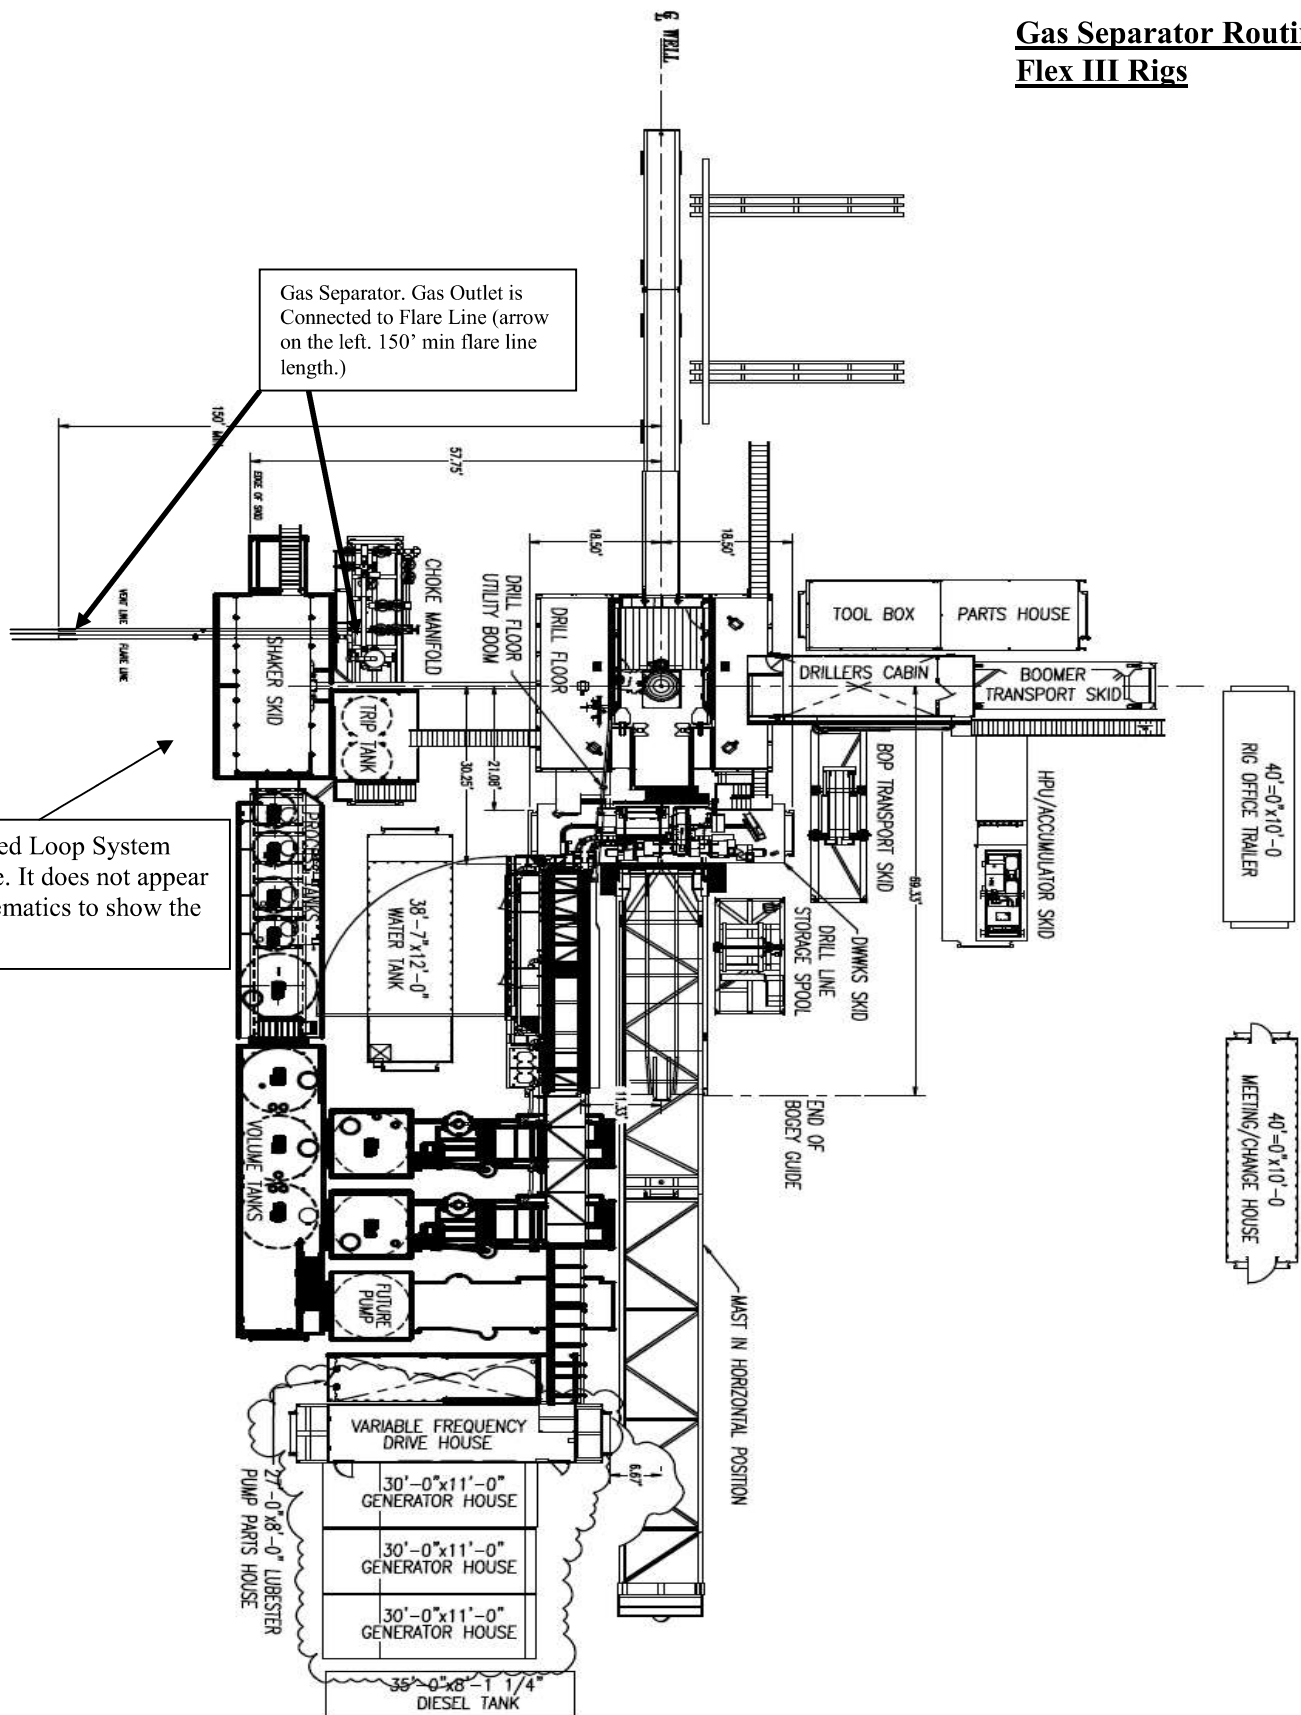 ℄ WELL
Gas Separator Routin
Flex III Rigs
Gas Separator. Gas Outlet is
Connected to Flare Line (arrow
on the left. 150’ min flare line
length.)
150' MIN
57.75'
EDGE OF SKID
18.50'
18.50'
CHOKE MANIFOLD
DRILL FLOOR
UTILITY BOOM
DRILL FLOOR
VENT LINE
FLARE LINE
SHAKER SKID
TRIP TANK
30.25'
21.08'
TOOL BOX
PARTS HOUSE
DRILLERS CABIN
BOOMER
TRANSPORT SKID
BOP TRANSPORT SKID
HPU/ACCUMULATOR SKID
40'=0"x10'-0
RIG OFFICE TRAILER
69.33'
ed Loop System
e. It does not appear
ematics to show the
PROCESS TANKS
38'-7"x12'-0"
WATER TANK
DWWKS SKID
DRILL LINE
STORAGE SPOOL
11.33'
END OF
BOGEY GUIDE
40'=0"x10'-0
MEETING/CHANGE HOUSE
VOLUME TANKS
FUTURE
PUMP
MAST IN HORIZONTAL POSITION
VARIABLE FREQUENCY
DRIVE HOUSE
6.67'
27'-0"x8'-0" LUBESTER
PUMP PARTS HOUSE
30'-0"x11'-0"
GENERATOR HOUSE
30'-0"x11'-0"
GENERATOR HOUSE
30'-0"x11'-0"
GENERATOR HOUSE
35'-0"x8'-1 1/4"
DIESEL TANK